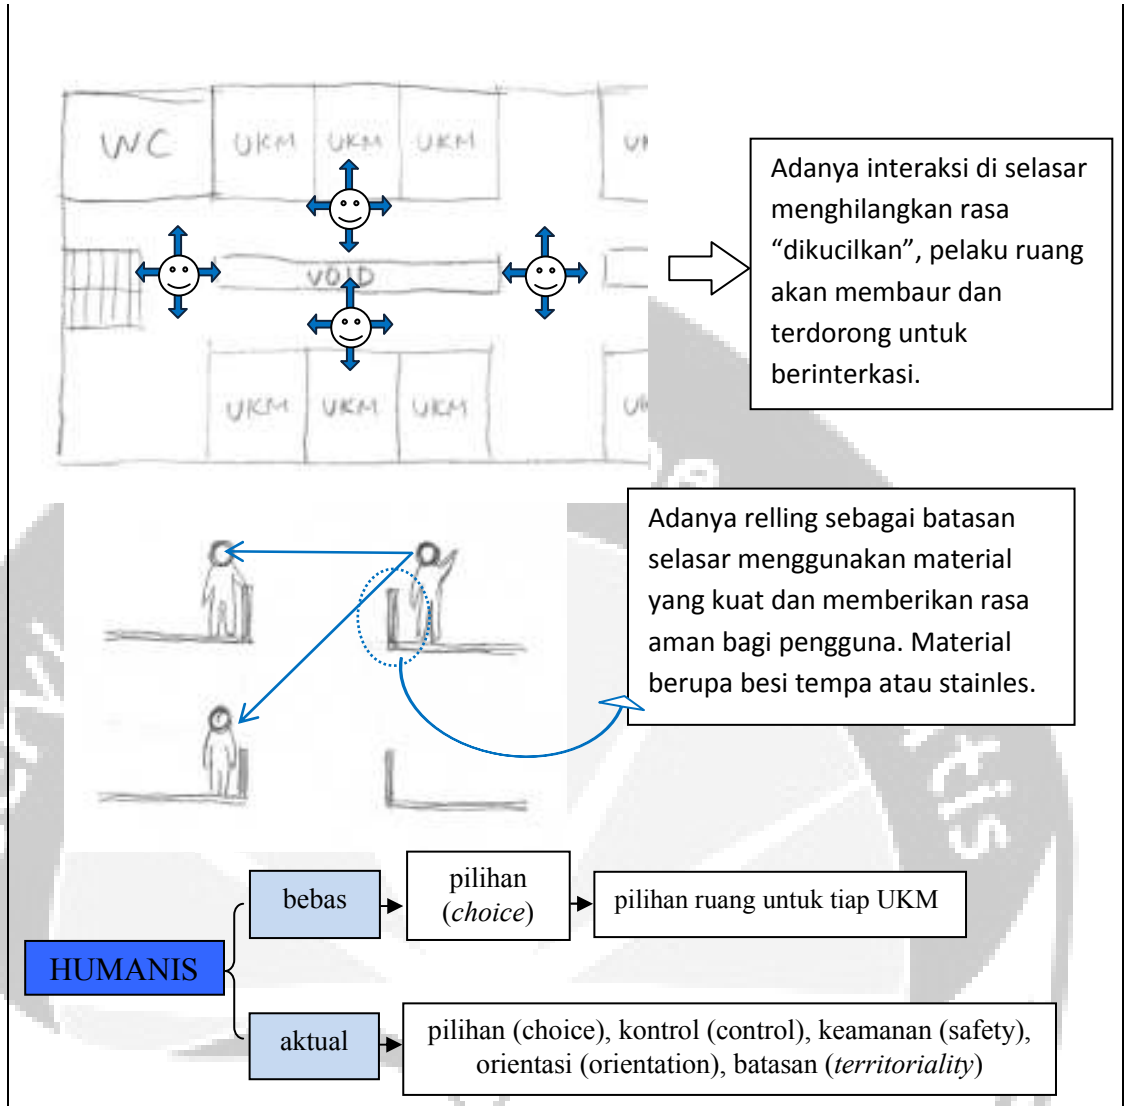 WC
UKM UKM UKM
VOID
UKM UKM UKM
Adanya interaksi di selasar
menghilangkan rasa
“dikucilkan”, pelaku ruang
akan membaur dan
terdorong untuk
berinterkasi.
Adanya relling sebagai batasan
selasar menggunakan material
yang kuat dan memberikan rasa
aman bagi pengguna. Material
berupa besi tempa atau stainles.
HUMANIS
bebas
pilihan
(choice)
pilihan ruang untuk tiap UKM
aktual
pilihan (choice), kontrol (control), keamanan (safety),
orientasi (orientation), batasan (territoriality)